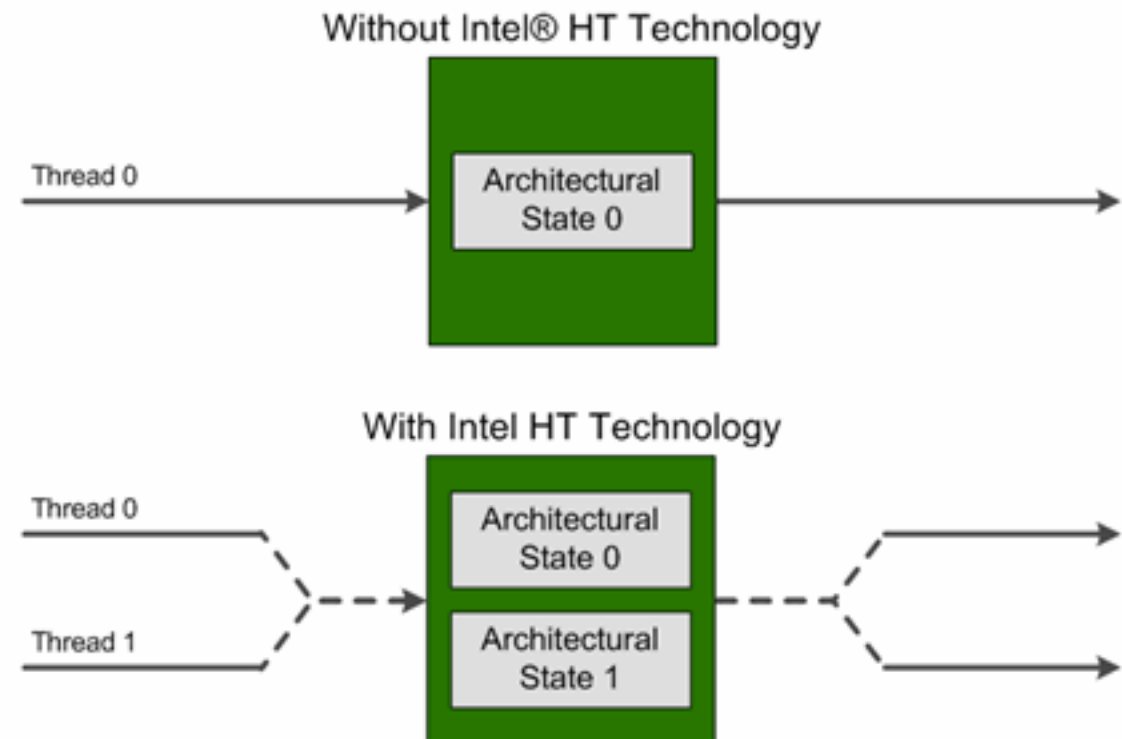 Without Intel® HT Technology
Thread 0
Architectural
State 0
With Intel HT Technology
Thread 0
Architectural
State 0
Thread 1
Architectural
State 1